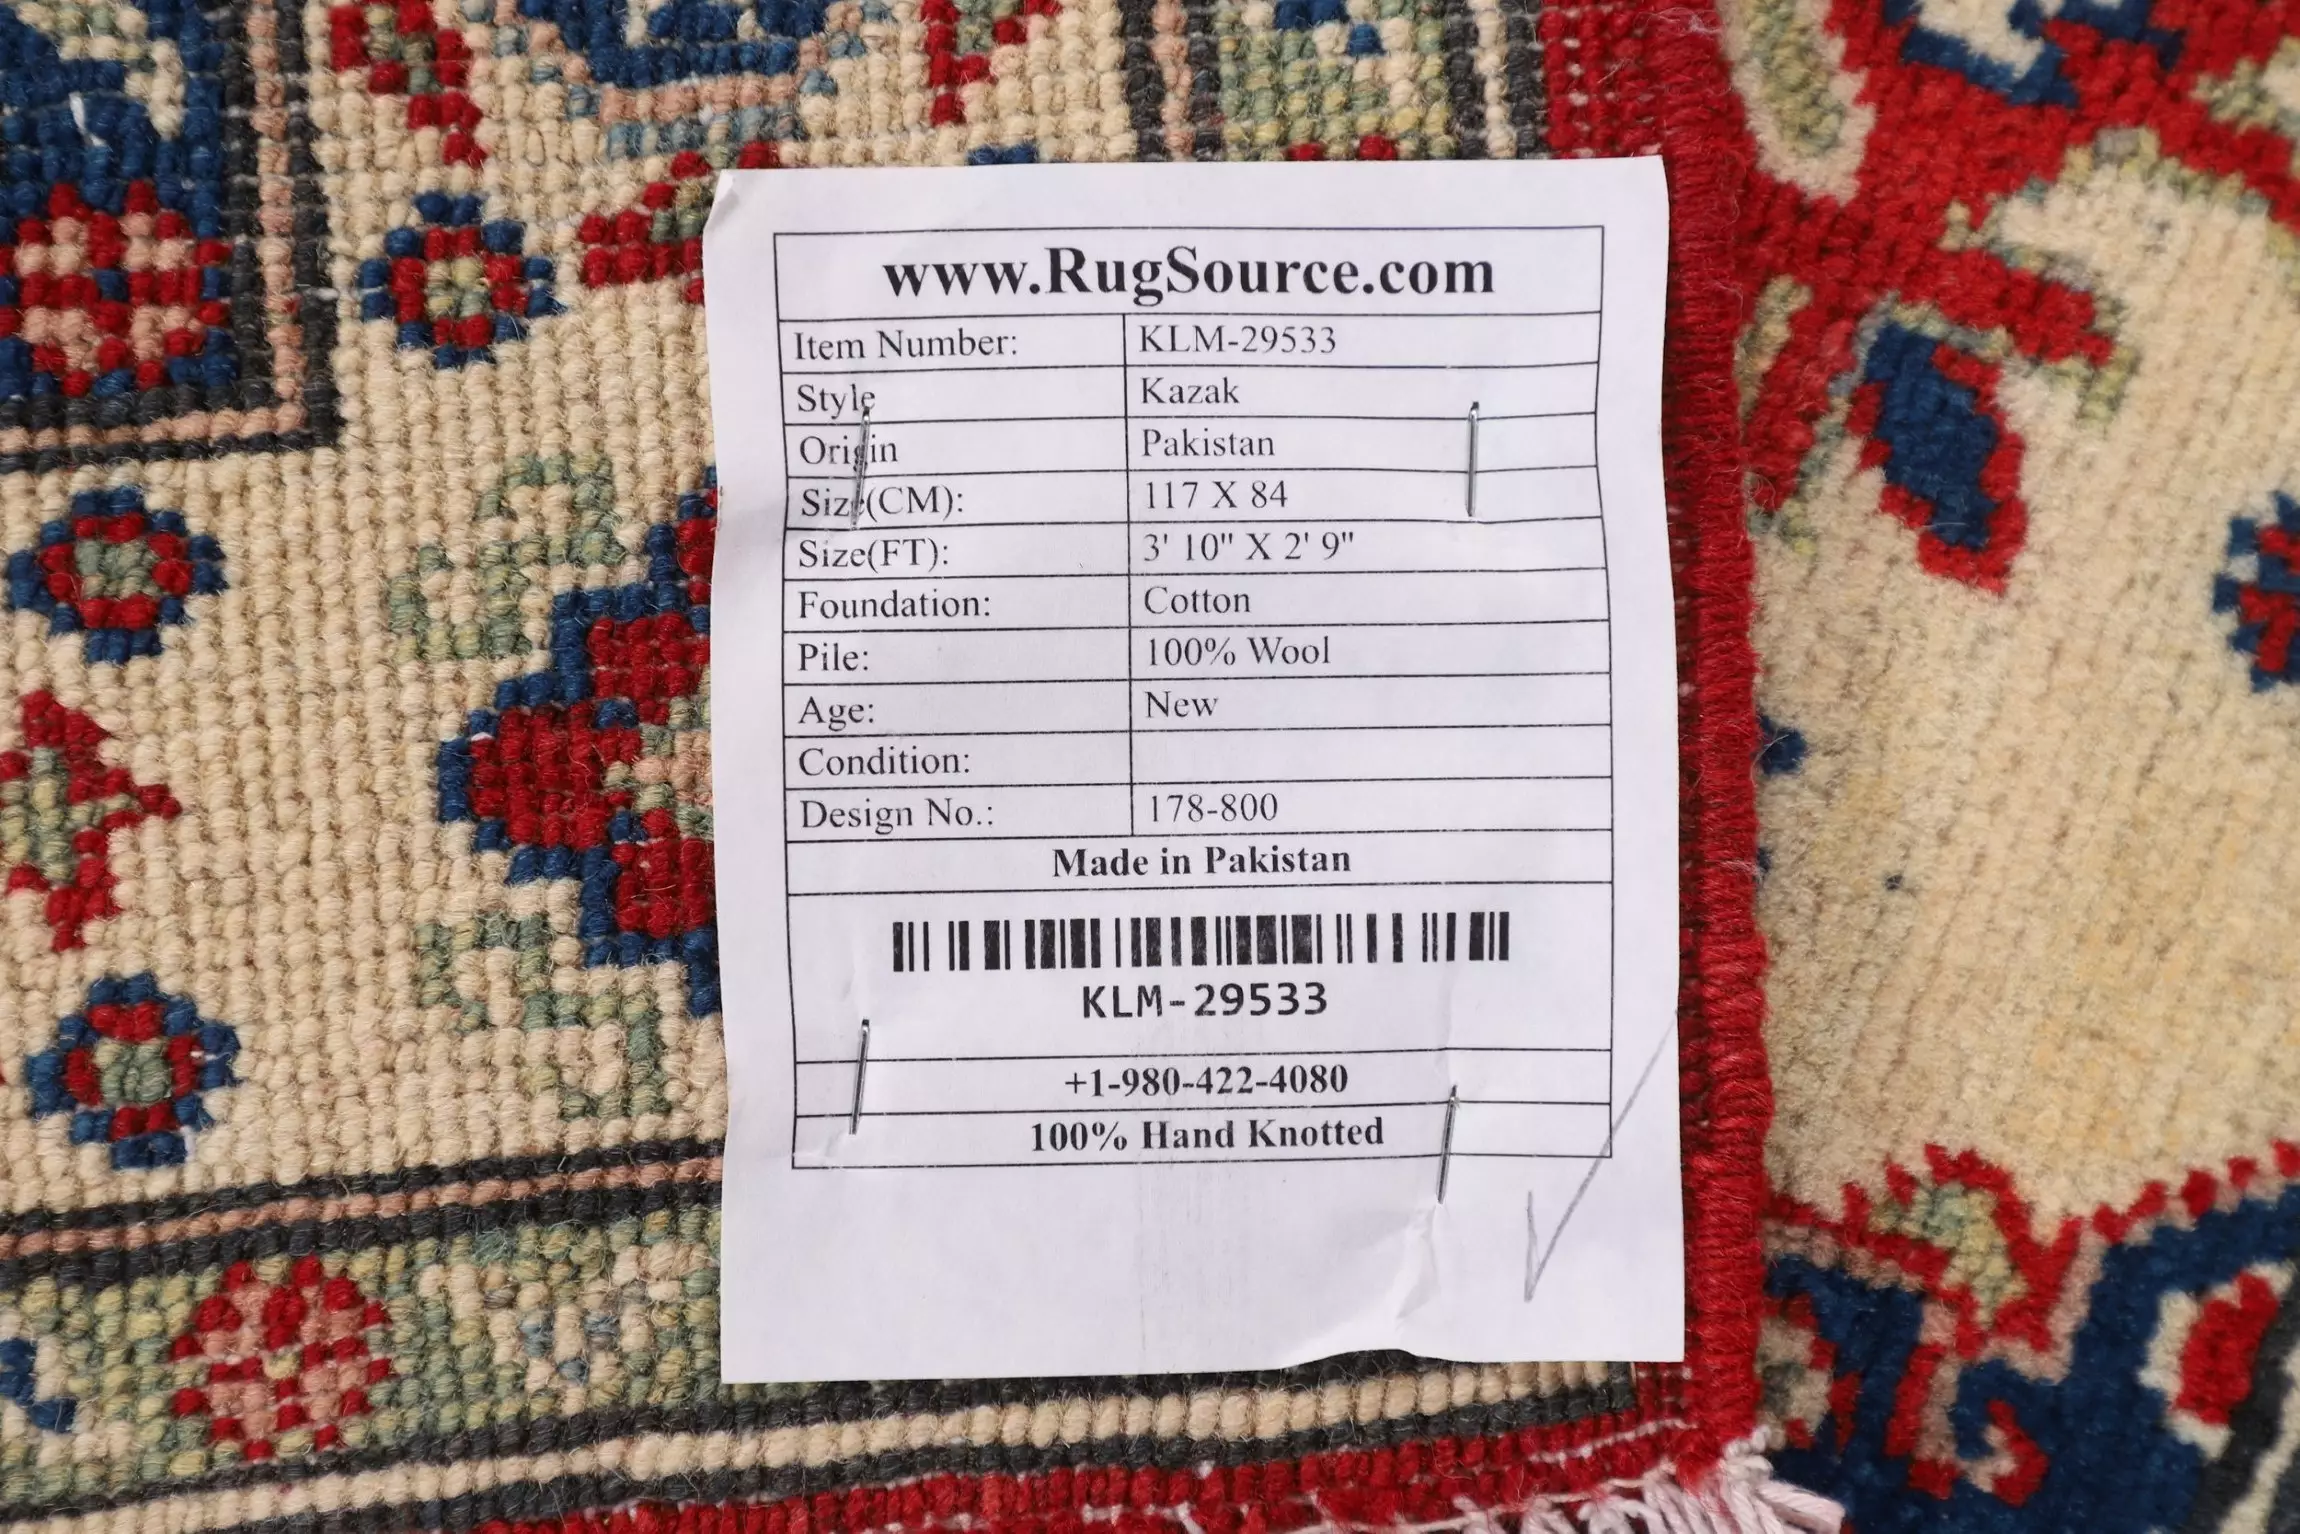 www.RugSource.com
Item Number: KLM-29533
Style Kazak
Origin Pakistan
Size(CM): 117 X 84
Size(FT): 3' 10" X 2' 9"
Foundation: Cotton
Pile: 100% Wool
Age: New
Condition:
Design No.: 178-800
Made in Pakistan
KLM-29533
+1-980-422-4080
100% Hand Knotted